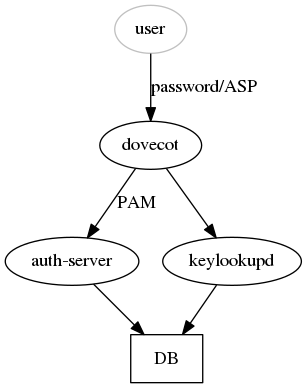 user
password/ASP
dovecot
PAM
auth-server
keylookupd
DB